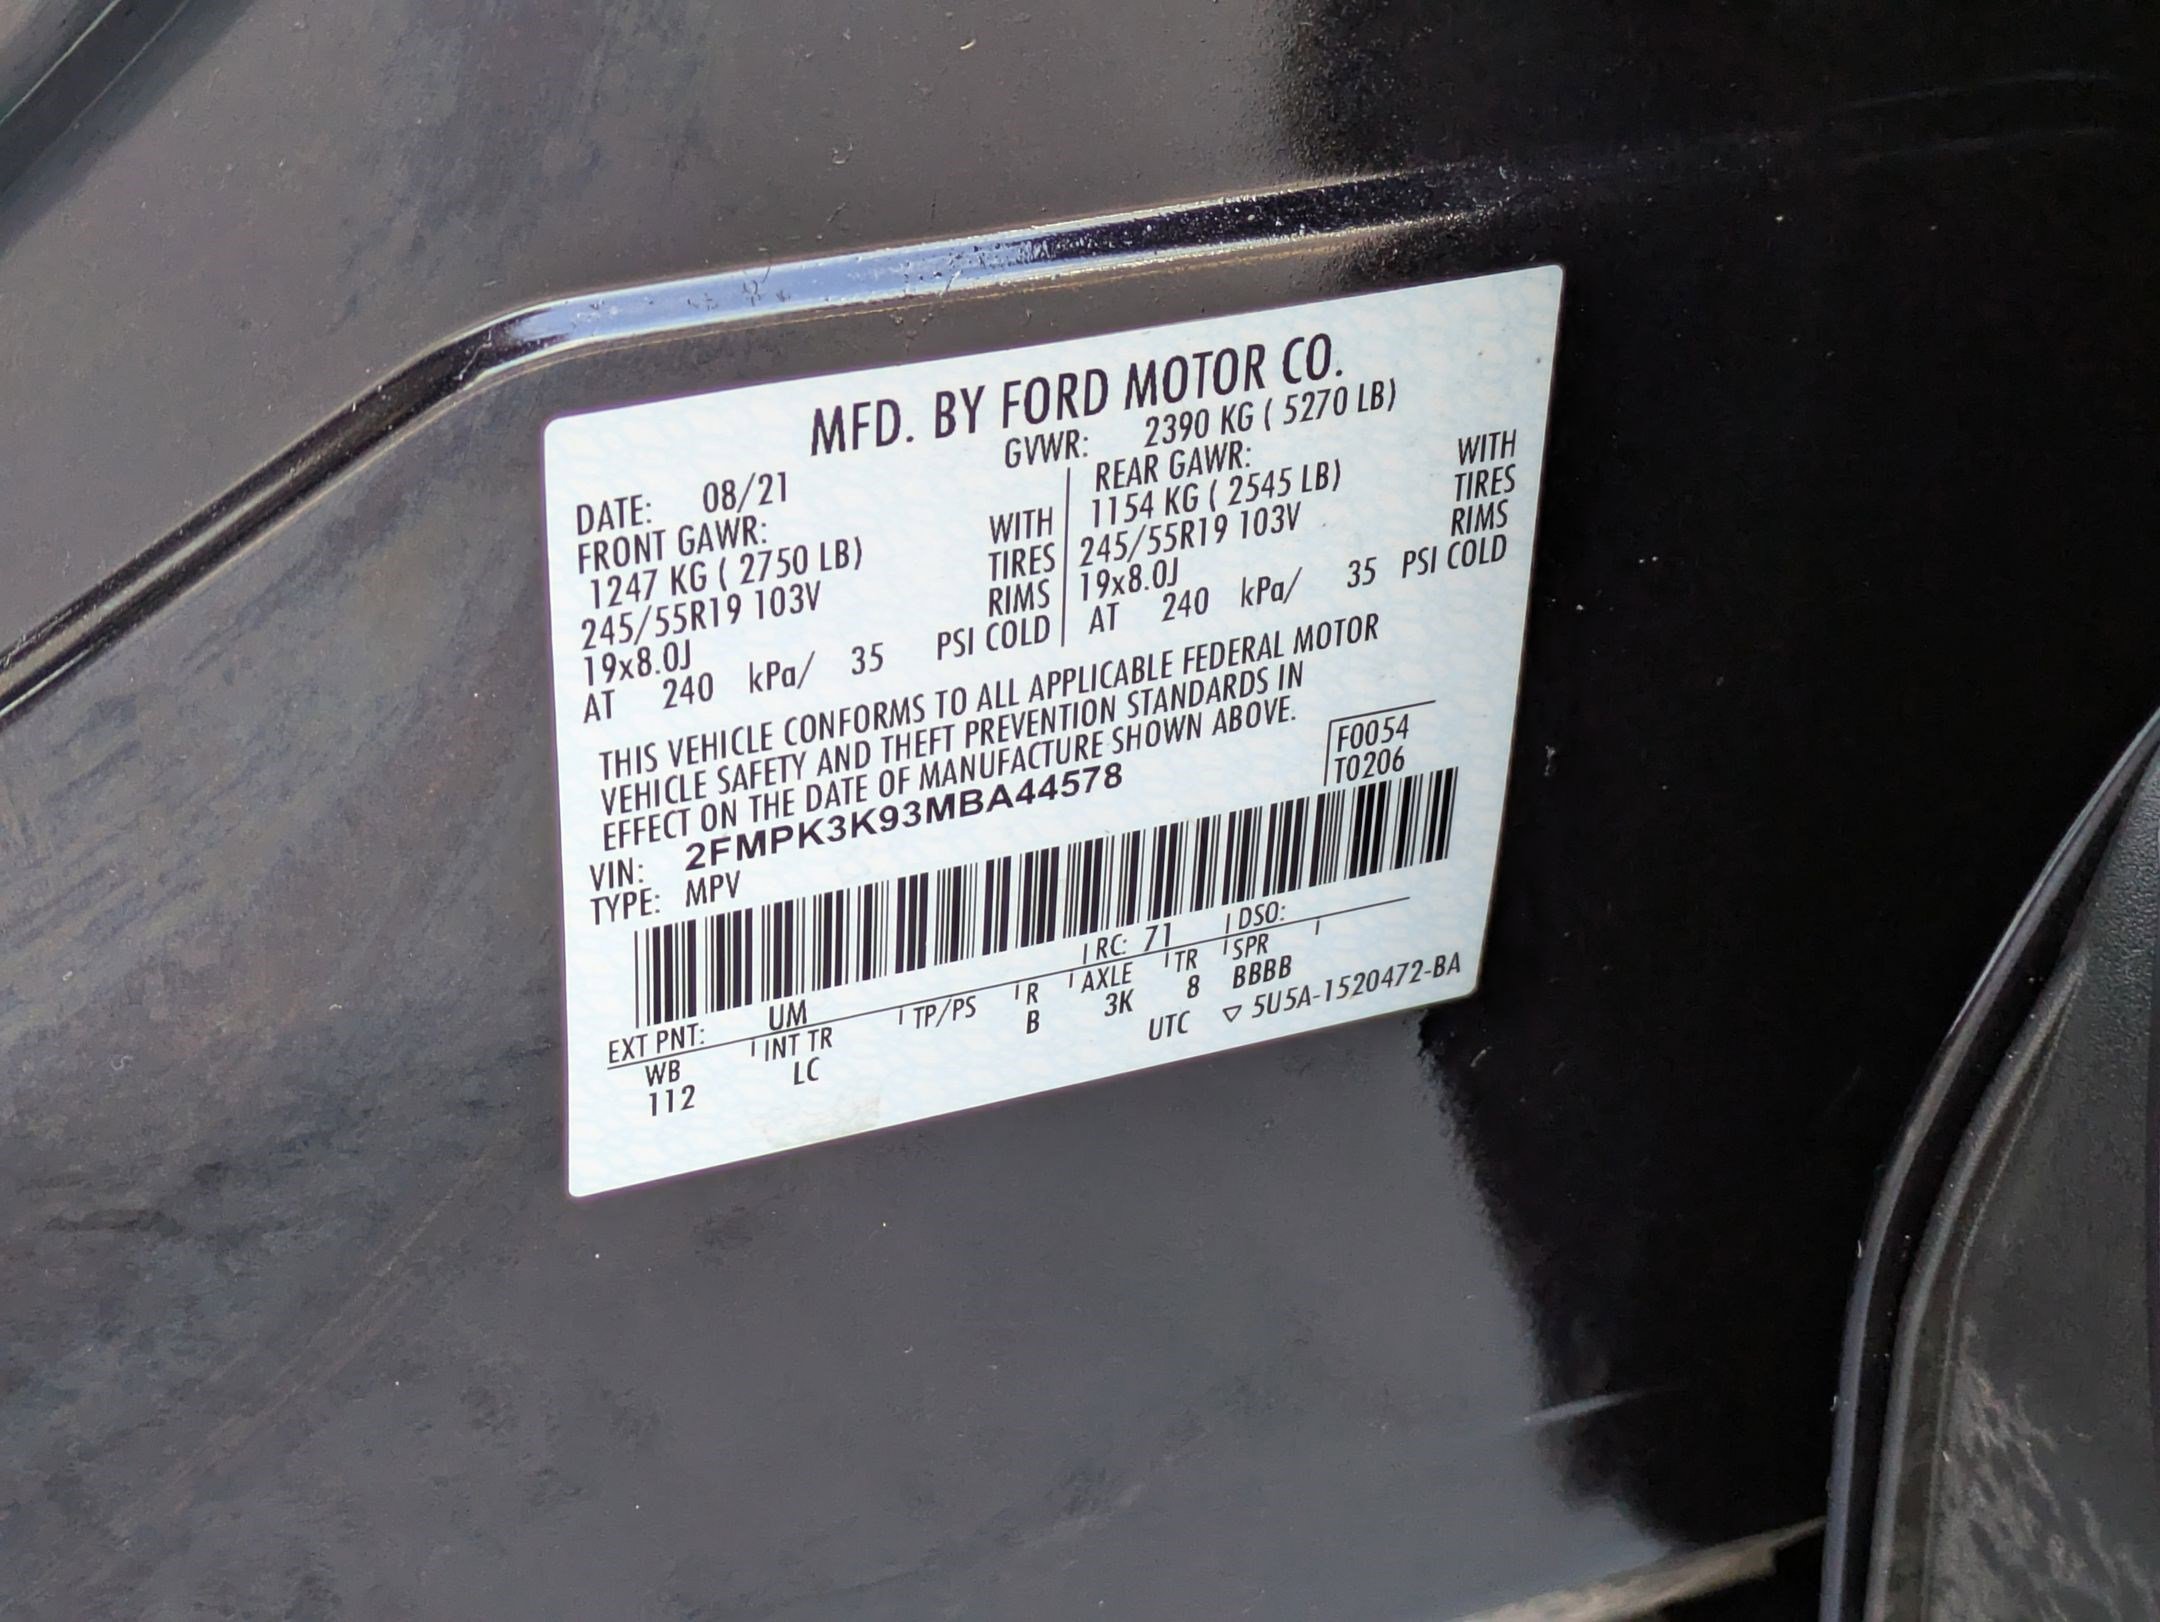 MFD. BY FORD MOTOR CO.
DATE: 08/21 GVWR: 2390 KG ( 5270 LB)
FRONT GAWR: WITH REAR GAWR: WITH
1247 KG ( 2750 LB) TIRES 1154 KG ( 2545 LB) TIRES
245/55R19 103V RIMS 245/55R19 103V RIMS
19x8.0J 19x8.0J
AT 240 kPa/ 35 PSI COLD AT 240 kPa/ 35 PSI COLD
THIS VEHICLE CONFORMS TO ALL APPLICABLE FEDERAL MOTOR
VEHICLE SAFETY AND THEFT PREVENTION STANDARDS IN
EFFECT ON THE DATE OF MANUFACTURE SHOWN ABOVE.
VIN: 2FMPK3K93MBA44578 F0054
TYPE: MPV T0206
EXT PNT: UM RC: 71 DSO:
WB INT TR TP/PS R AXLE TR SPR
112 LC B 3K 8 BBBB
UTC ▽ 5U5A-1520472-BA